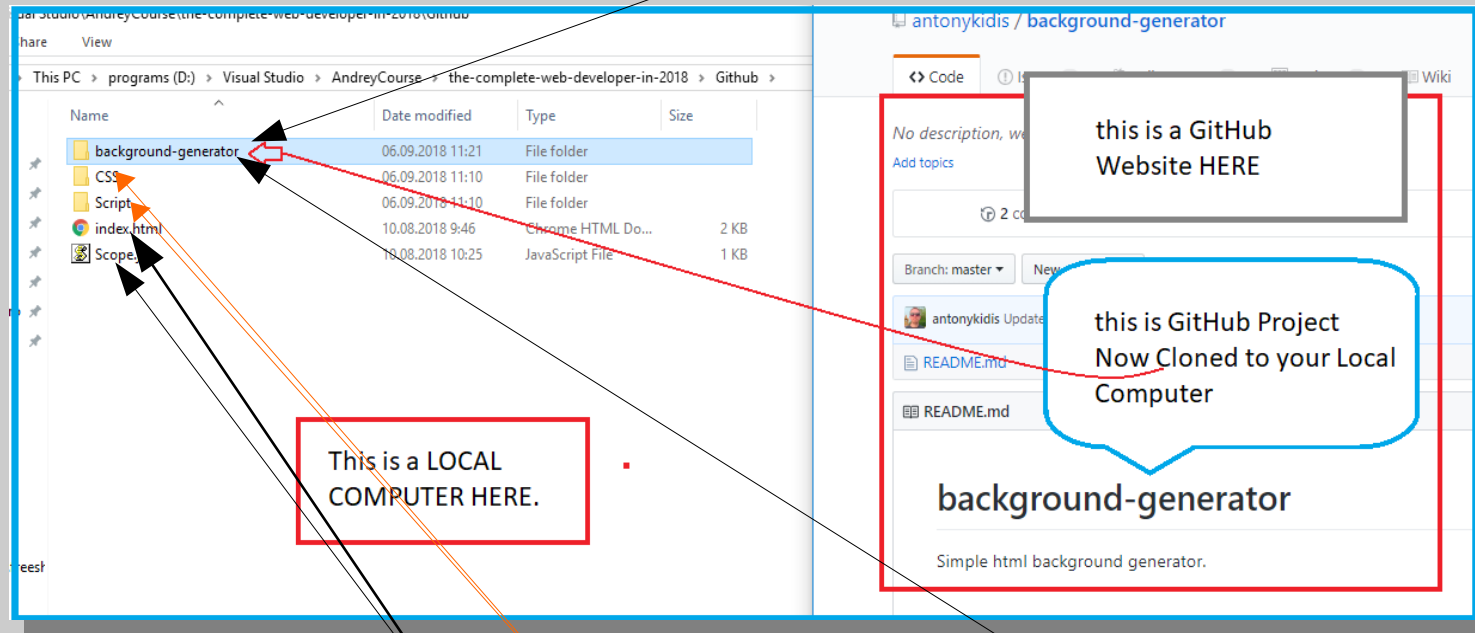 Studio\AndreyCourse\the-complete-web-developer-in-2018\Github
Share View
This PC > programs (D:) > Visual Studio > AndreyCourse > the-complete-web-developer-in-2018 > Github >
Name Date modified Type Size
background-generator 06.09.2018 11:21 File folder
CSS 06.09.2018 11:10 File folder
Script 06.09.2018 11:10 File folder
index.html 10.08.2018 9:46 Chrome HTML Do... 2 KB
Scope. 10.08.2018 10:25 JavaScript File 1 KB
This is a LOCAL
COMPUTER HERE.
antonykidis / background-generator
<> Code Wiki
No description,
Add topics
this is a GitHub
Website HERE
2
Branch: master New
antonykidis Update
README.md
this is GitHub Project
Now Cloned to your Local
Computer
README.md
background-generator
Simple html background generator.